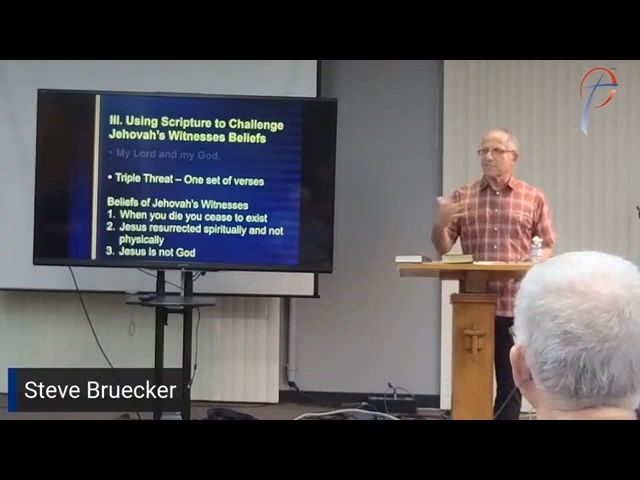 III. Using Scripture to Challenge
Jehovah's Witnesses Beliefs
• My Lord and my God.
• Triple Threat – One set of verses
Beliefs of Jehovah's Witnesses
1. When you die you cease to exist
2. Jesus resurrected spiritually and not
physically
3. Jesus is not God
Steve Bruecker